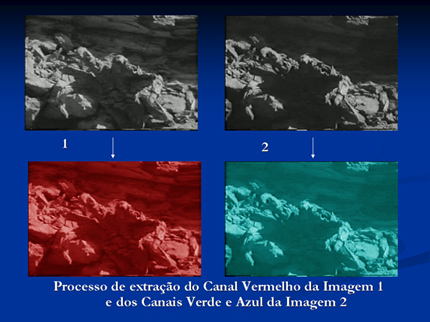 1
2
Processo de extração do Canal Vermelho da Imagem 1
e dos Canais Verde e Azul da Imagem 2